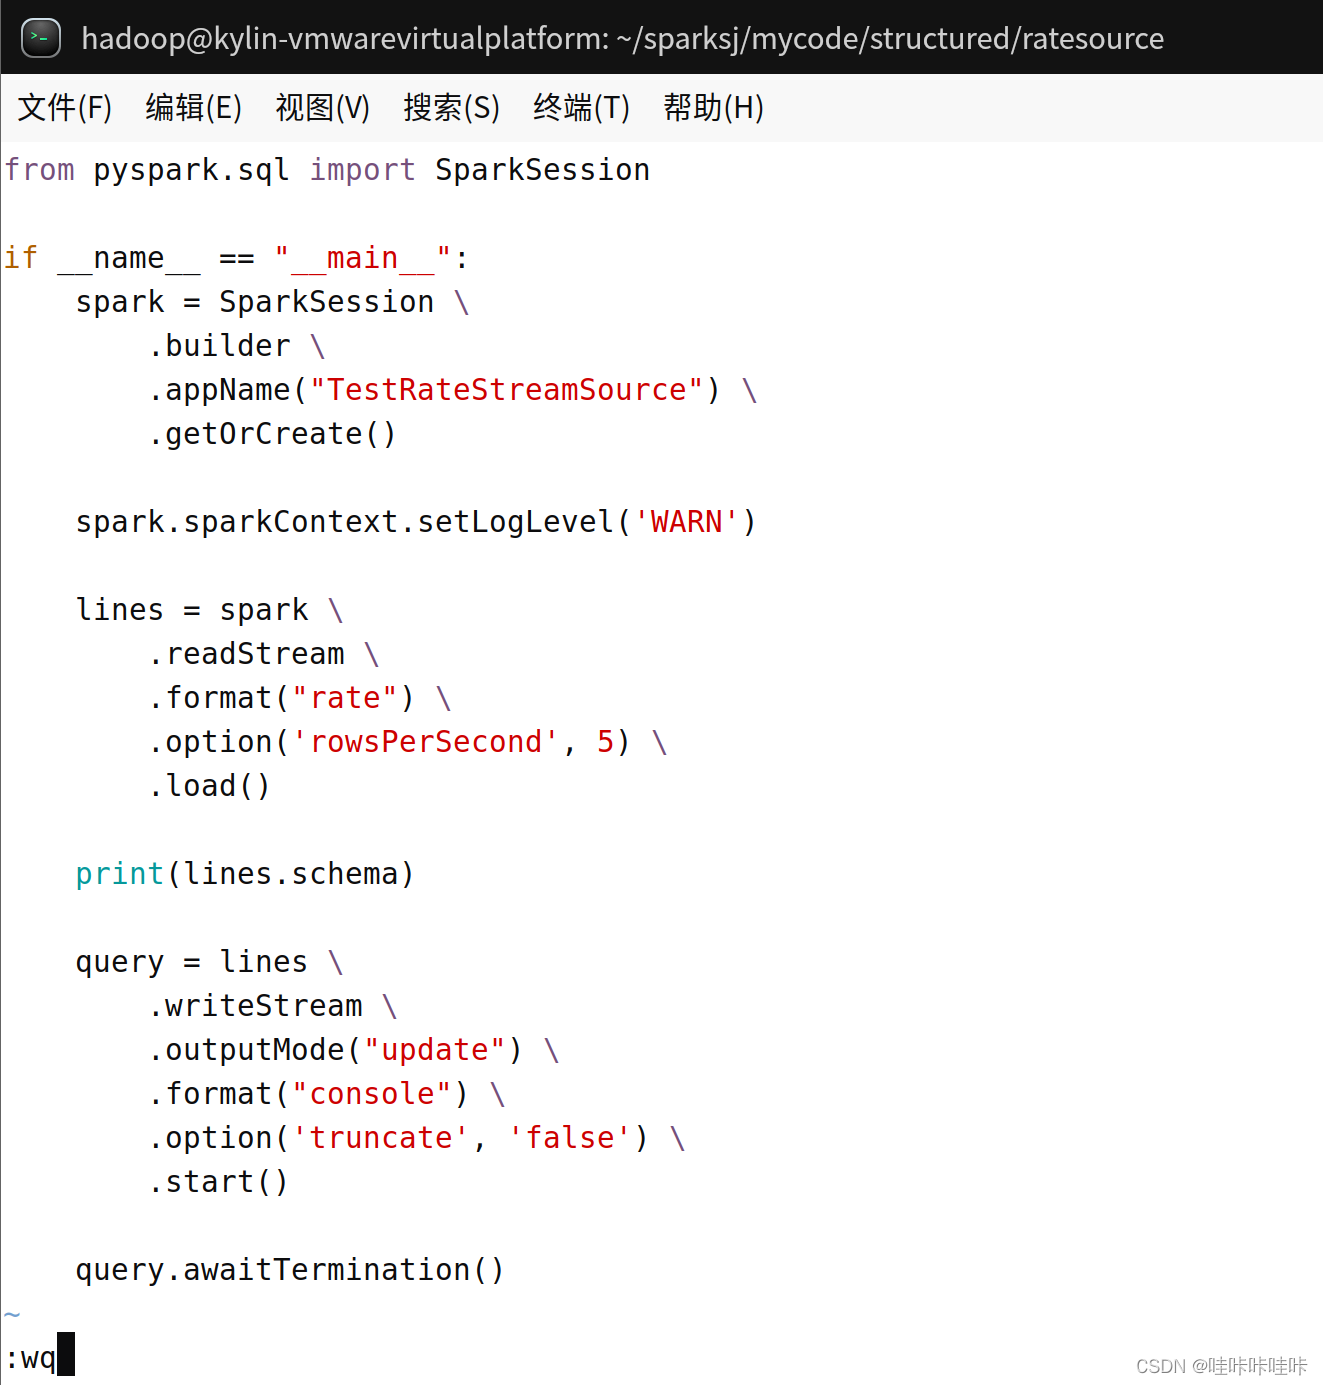 hadoop@kylin-vmwarevirtualplatform: ~/sparksj/mycode/structured/ratesource
文件(F) 编辑(E) 视图(V) 搜索(S) 终端(T) 帮助(H)
from pyspark.sql import SparkSession

if __name__ == "__main__":
    spark = SparkSession \
        .builder \
        .appName("TestRateStreamSource") \
        .getOrCreate()

    spark.sparkContext.setLogLevel('WARN')

    lines = spark \
        .readStream \
        .format("rate") \
        .option('rowsPerSecond', 5) \
        .load()

    print(lines.schema)

    query = lines \
        .writeStream \
        .outputMode("update") \
        .format("console") \
        .option('truncate', 'false') \
        .start()

    query.awaitTermination()
~
:wq
CSDN @哇咔咔哇咔